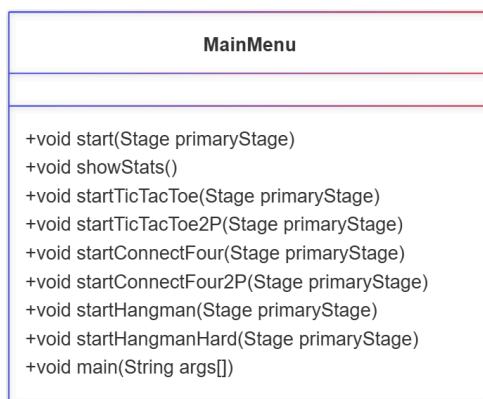 MainMenu
+void start(Stage primaryStage)
+void showStats()
+void startTicTacToe(Stage primaryStage)
+void startTicTacToe2P(Stage primaryStage)
+void startConnectFour(Stage primaryStage)
+void startConnectFour2P(Stage primaryStage)
+void startHangman(Stage primaryStage)
+void startHangmanHard(Stage primaryStage)
+void main(String args[])